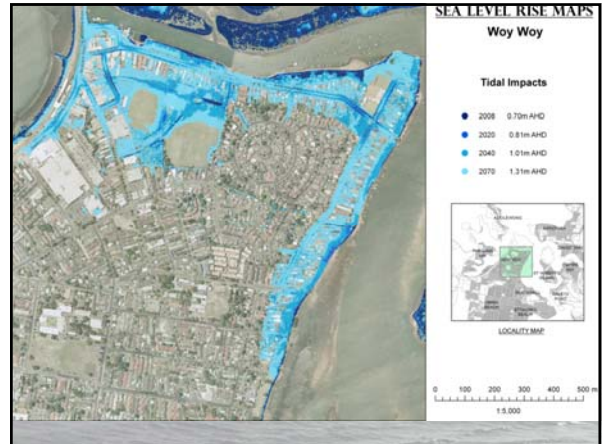 SEA LEVEL RISE MAPS
Woy Woy
Tidal Impacts
2008 0.70m AHD
2020 0.81m AHD
2040 1.01m AHD
2070 1.31m AHD
LOCALITY MAP
0 100 200 300 400 500 m
1:5,000